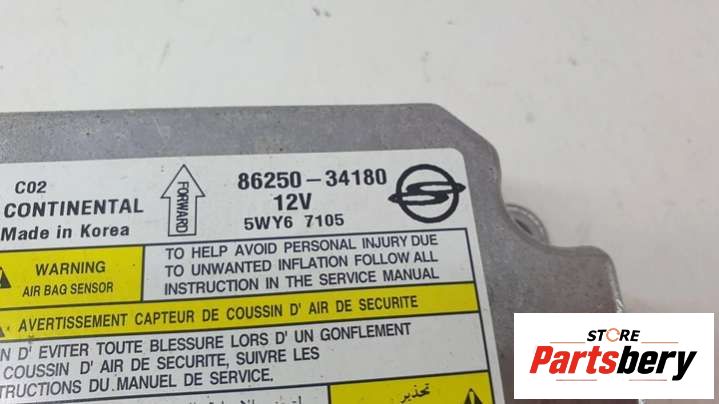 C02
CONTINENTAL
Made in Korea
FORWARD
86250-34180
12V
5WY6 7105
WARNING
AIR BAG SENSOR
TO HELP AVOID PERSONAL INJURY DUE
TO UNWANTED INFLATION FOLLOW ALL
INSTRUCTION IN THE SERVICE MANUAL
AVERTISSEMENT CAPTEUR DE COUSSIN D' AIR DE SECURITE
D' EVITER TOUTE BLESSURE LORS D' UN GONFLEMENT
COUSSIN D' AIR DE SECURITE, SUIVRE LES
DU MANUEL DE SERVICE.
تحذير
STORE
Partsbery